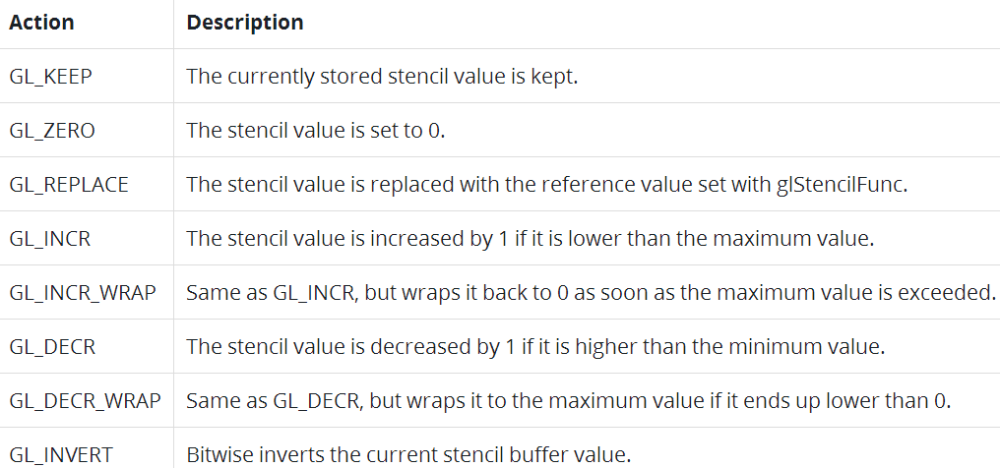 Action Description
GL_KEEP The currently stored stencil value is kept.
GL_ZERO The stencil value is set to 0.
GL_REPLACE The stencil value is replaced with the reference value set with glStencilFunc.
GL_INCR The stencil value is increased by 1 if it is lower than the maximum value.
GL_INCR_WRAP Same as GL_INCR, but wraps it back to 0 as soon as the maximum value is exceeded.
GL_DECR The stencil value is decreased by 1 if it is higher than the minimum value.
GL_DECR_WRAP Same as GL_DECR, but wraps it to the maximum value if it ends up lower than 0.
GL_INVERT Bitwise inverts the current stencil buffer value.